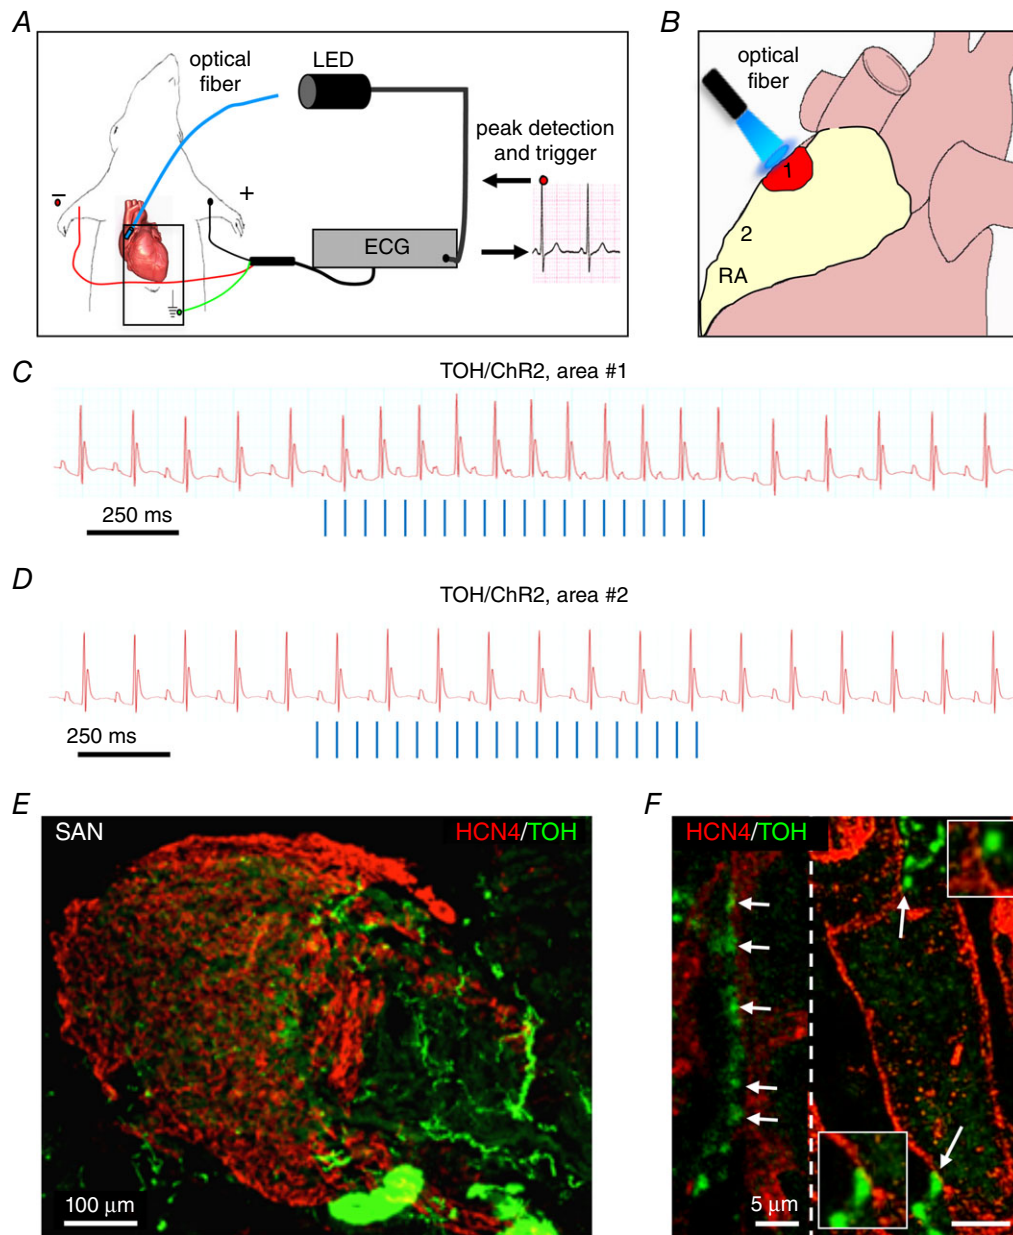 A
optical
fiber
LED
peak detection
and trigger
–
+
ECG
B
optical
fiber
1
2
RA
C
TOH/ChR2, area #1
250 ms
D
TOH/ChR2, area #2
250 ms
E
SAN
HCN4/TOH
100 μm
F
HCN4/TOH
5 μm